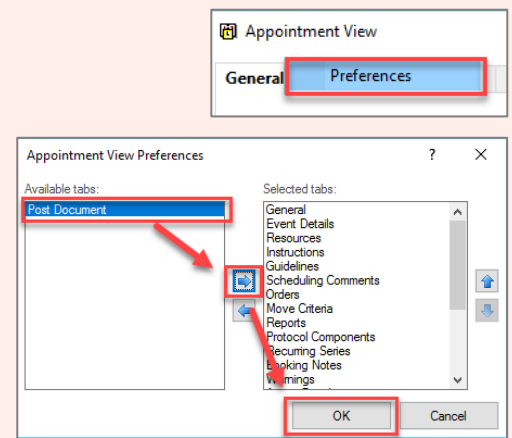 Appointment View
General
Preferences
Appointment View Preferences
? X
Available tabs:
Post Document
Selected tabs:
General
Event Details
Resources
Instructions
Guidelines
Scheduling Comments
Orders
Move Criteria
Reports
Protocol Components
Recurring Series
Booking Notes
Warnings
OK
Cancel